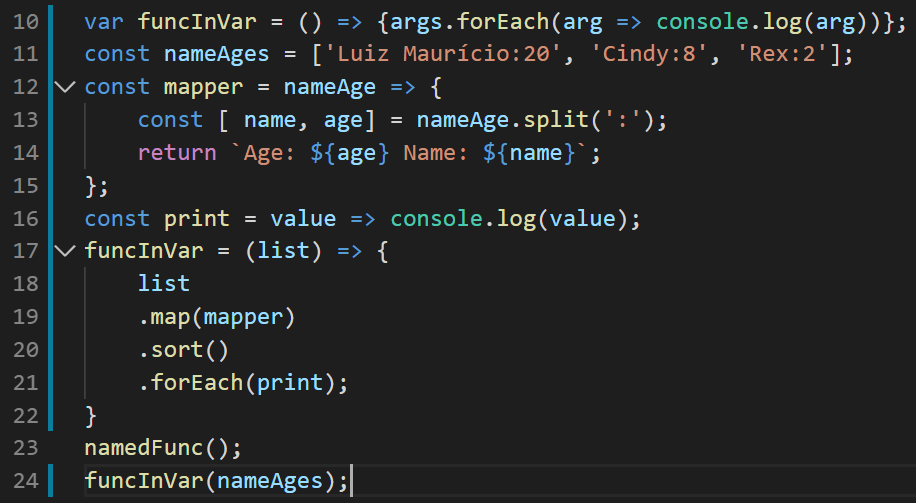 10 var funcInVar = () => {args.forEach(arg => console.log(arg))};
11 const nameAges = ['Luiz Maurício:20', 'Cindy:8', 'Rex:2'];
12 const mapper = nameAge => {
13     const [ name, age] = nameAge.split(':');
14     return `Age: ${age} Name: ${name}`;
15 };
16 const print = value => console.log(value);
17 funcInVar = (list) => {
18     list
19     .map(mapper)
20     .sort()
21     .forEach(print);
22 }
23 namedFunc();
24 funcInVar(nameAges);